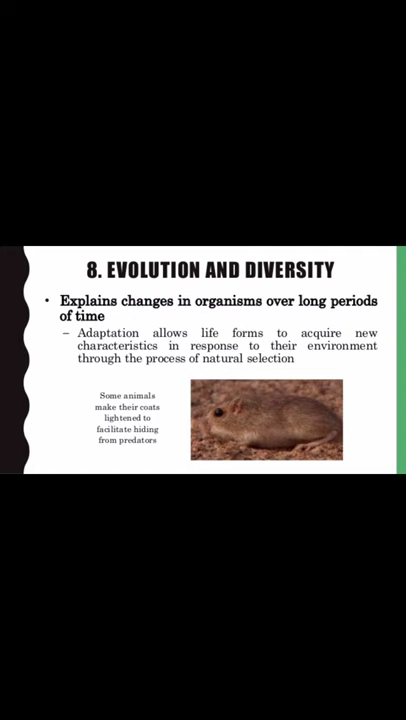 8. EVOLUTION AND DIVERSITY
• Explains changes in organisms over long periods
of time
– Adaptation allows life forms to acquire new
characteristics in response to their environment
through the process of natural selection
Some animals
make their coats
lightened to
facilitate hiding
from predators